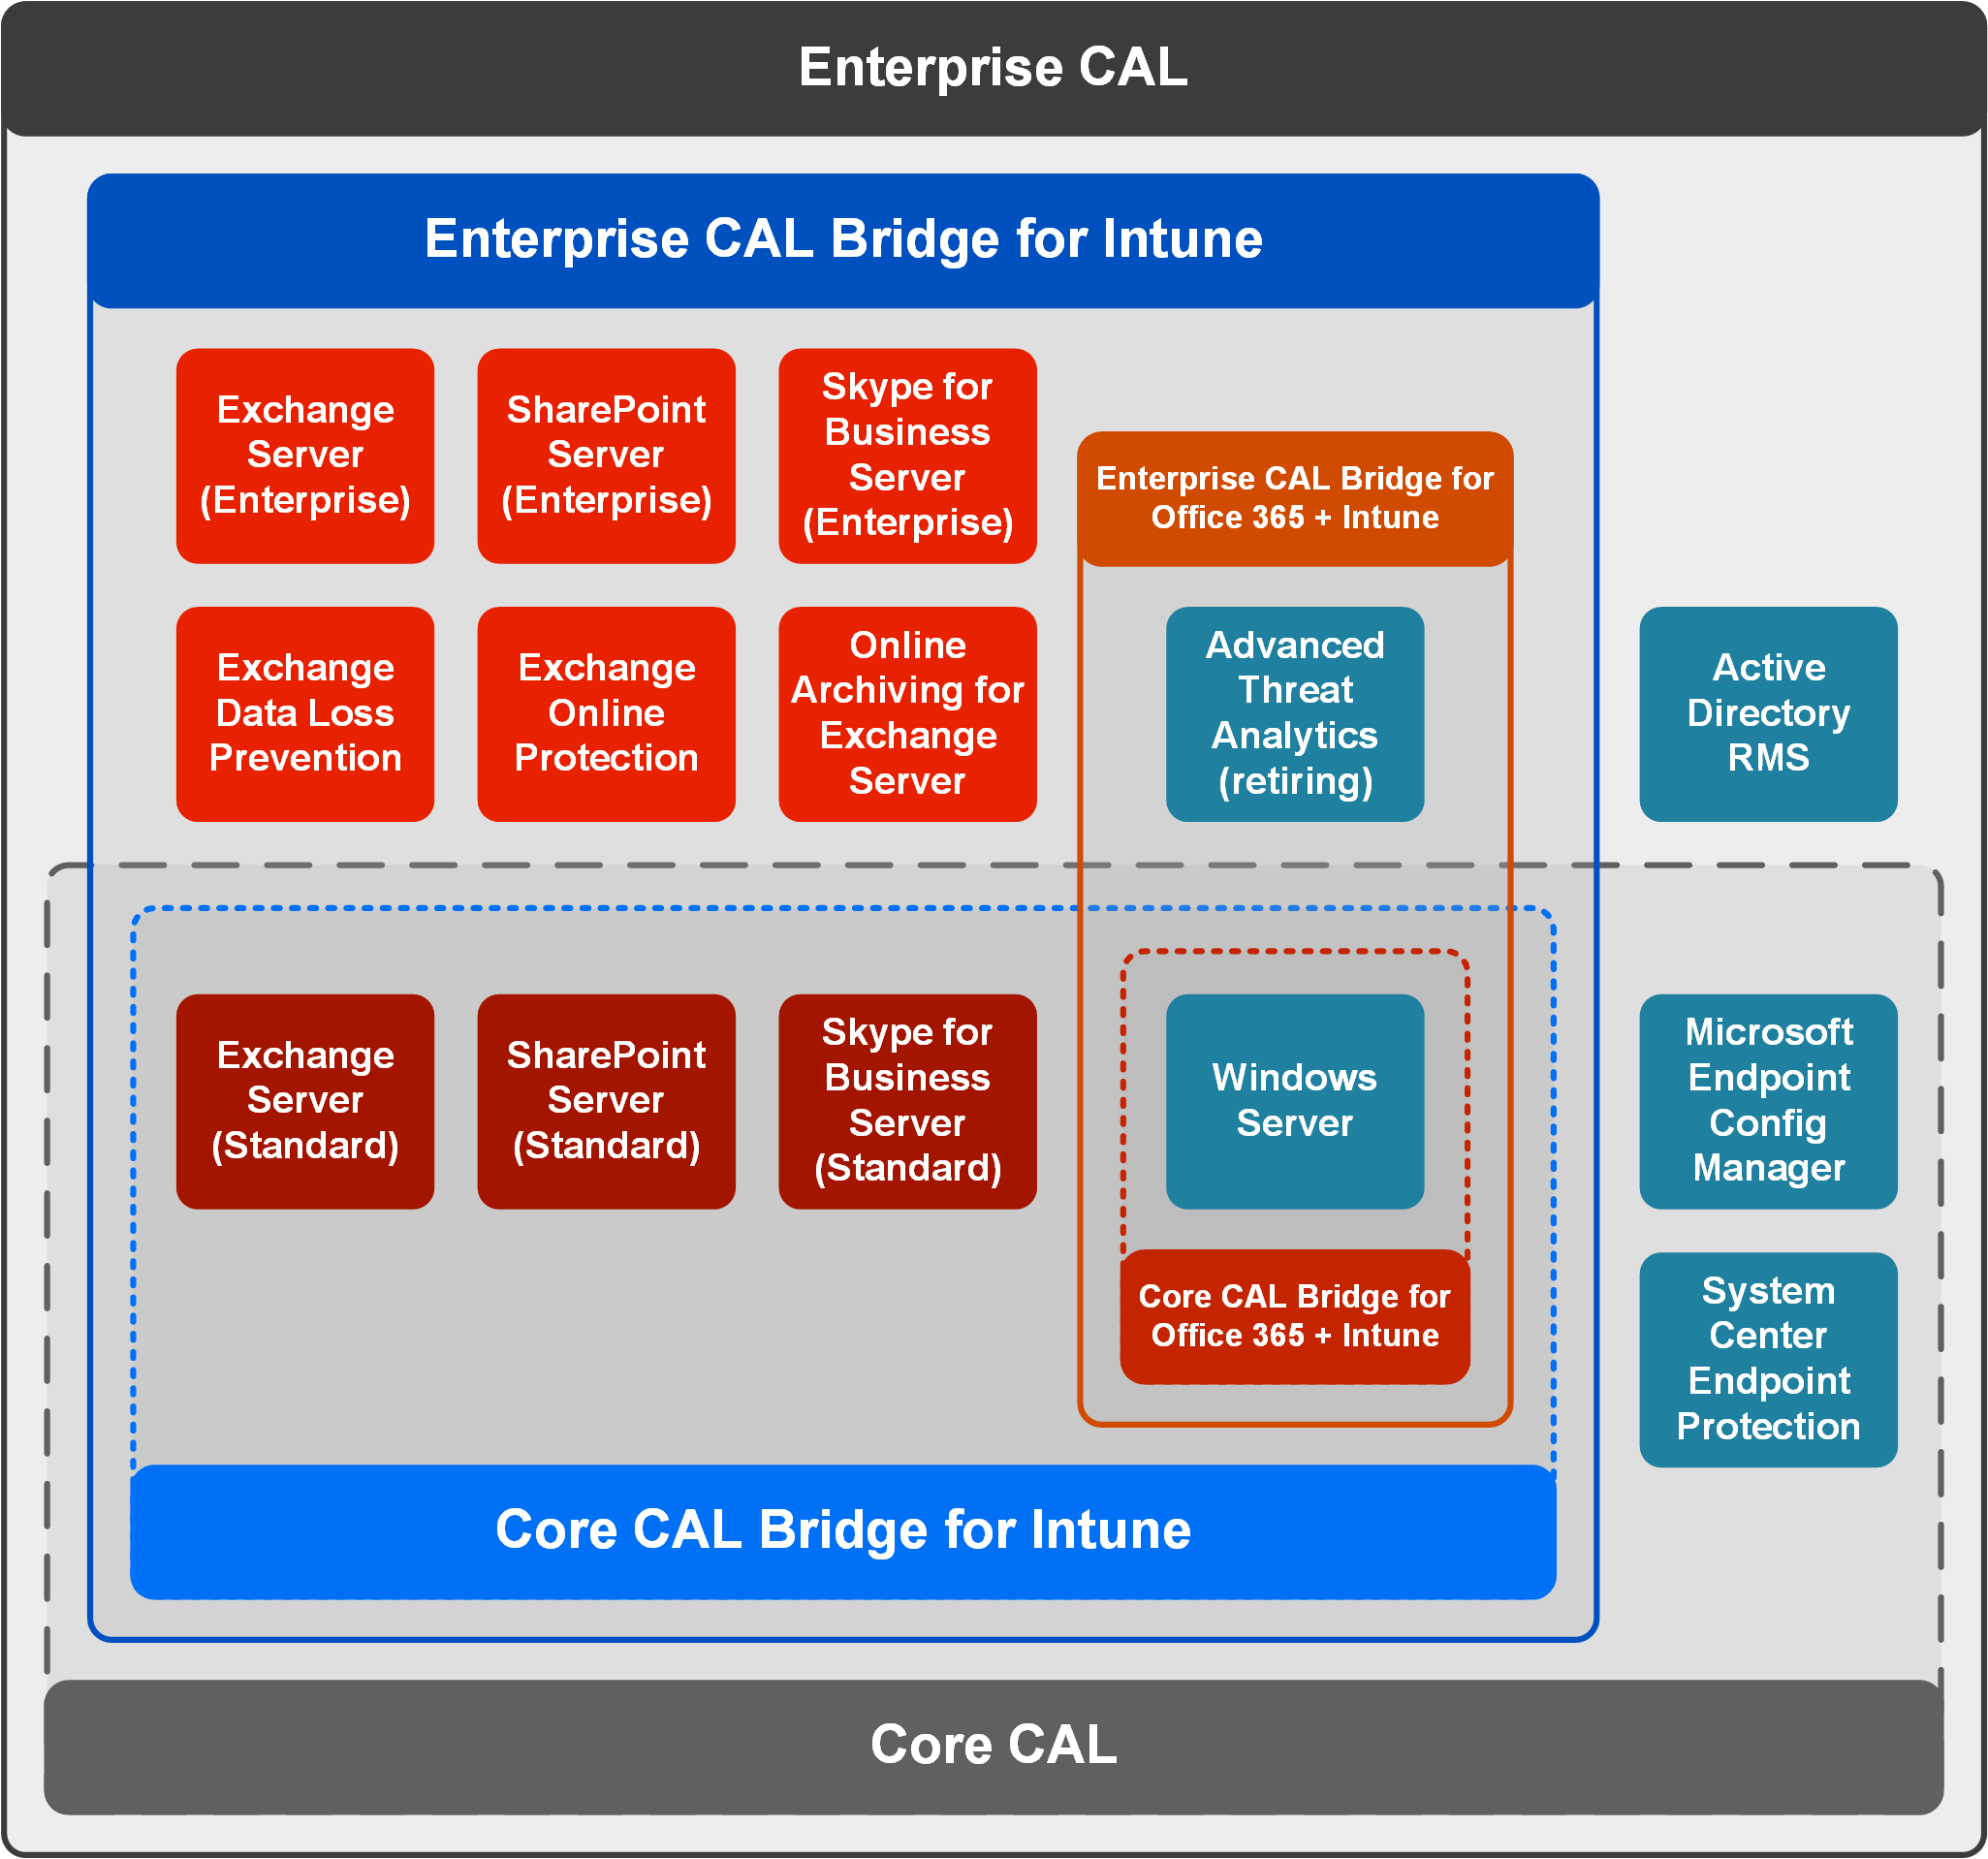 Enterprise CAL
Enterprise CAL Bridge for Intune
Exchange
Server
(Enterprise)
SharePoint
Server
(Enterprise)
Skype for
Business
Server
(Enterprise)
Enterprise CAL Bridge for
Office 365 + Intune
Exchange
Data Loss
Prevention
Exchange
Online
Protection
Online
Archiving for
Exchange
Server
Advanced
Threat
Analytics
(retiring)
Active
Directory
RMS
Exchange
Server
(Standard)
SharePoint
Server
(Standard)
Skype for
Business
Server
(Standard)
Windows
Server
Microsoft
Endpoint
Config
Manager
Core CAL Bridge for
Office 365 + Intune
System
Center
Endpoint
Protection
Core CAL Bridge for Intune
Core CAL